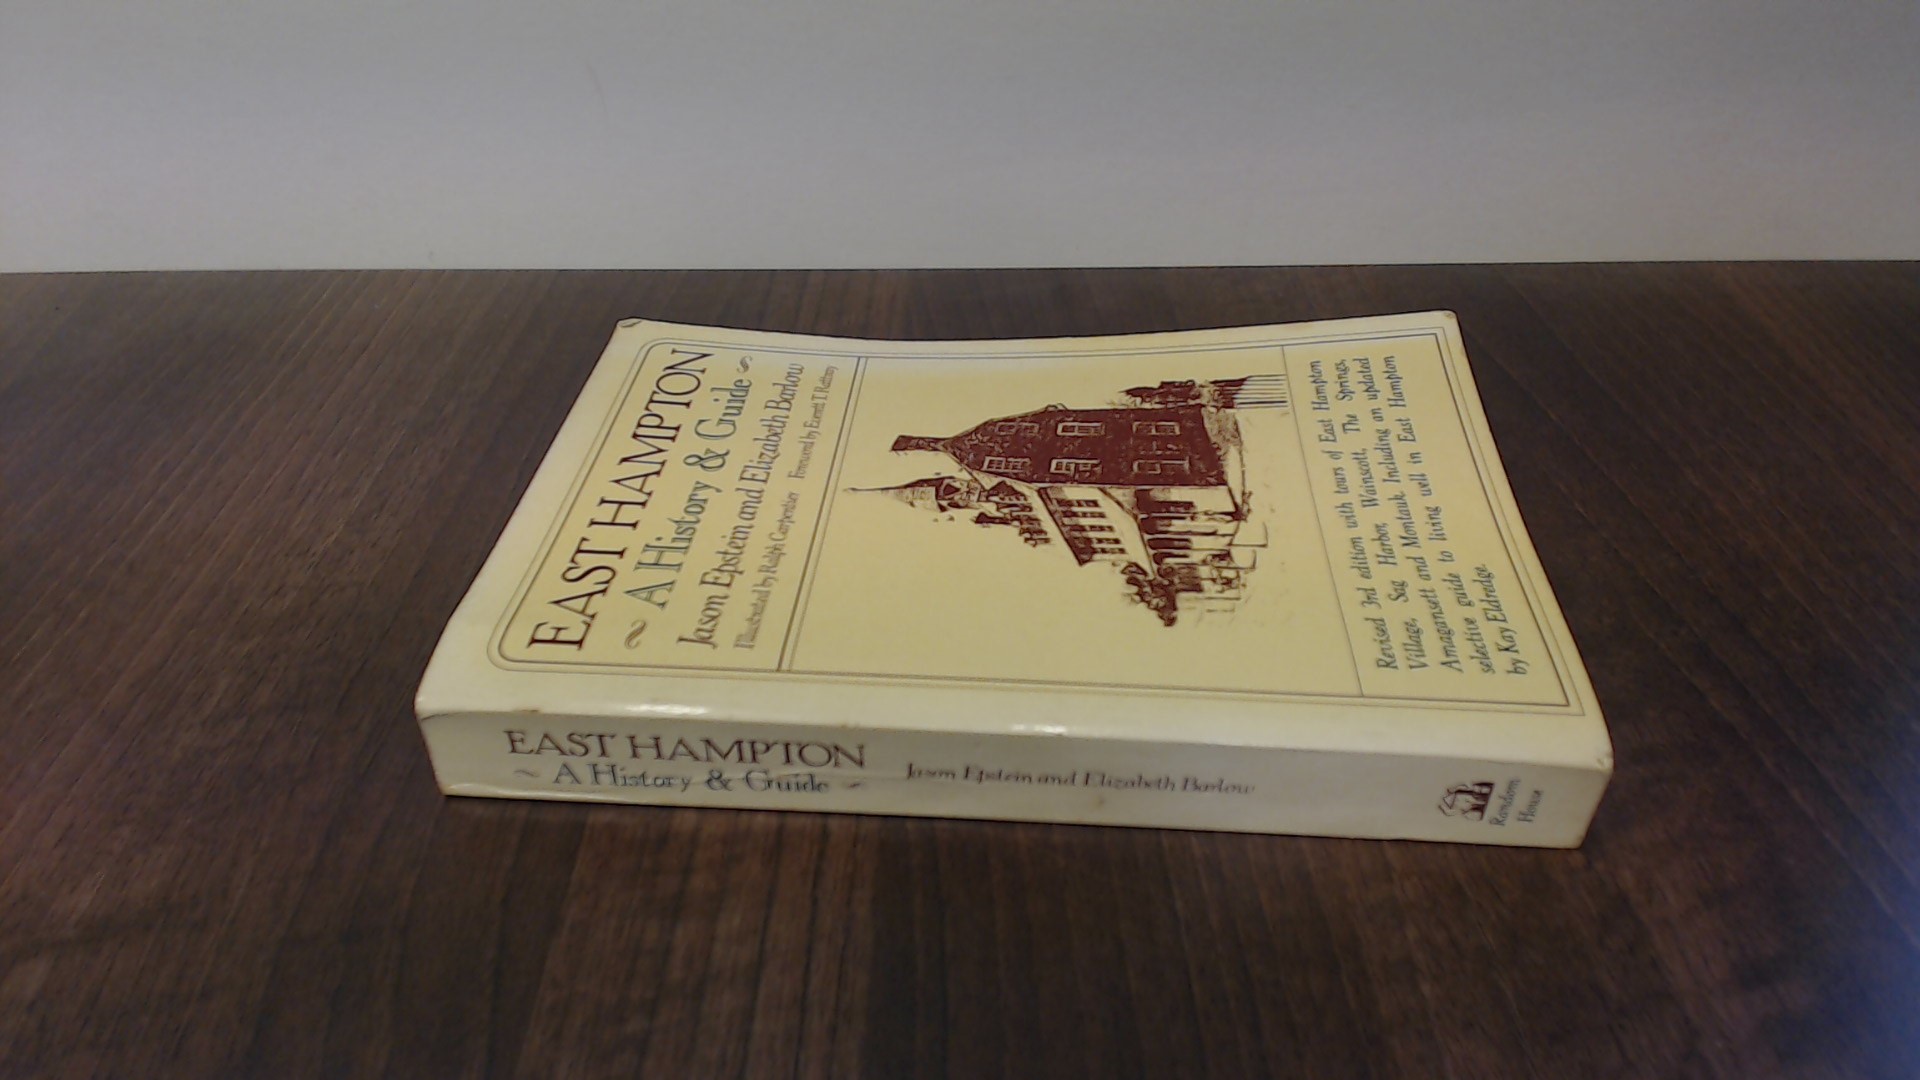 EAST HAMPTON
A History & Guide
Jason Epstein and Elizabeth Barlow
Illustrated by Ralph Carpentier Foreword by Everett T. Rattray
Revised 3rd edition with tours of East Hampton
Village, Sag Harbor, Wainscott, The Springs,
Amagansett and Montauk. Including an updated
selective guide to living well in East Hampton
by Kay Eldredge.
EAST HAMPTON
A History & Guide
Jason Epstein and Elizabeth Barlow
Random
House